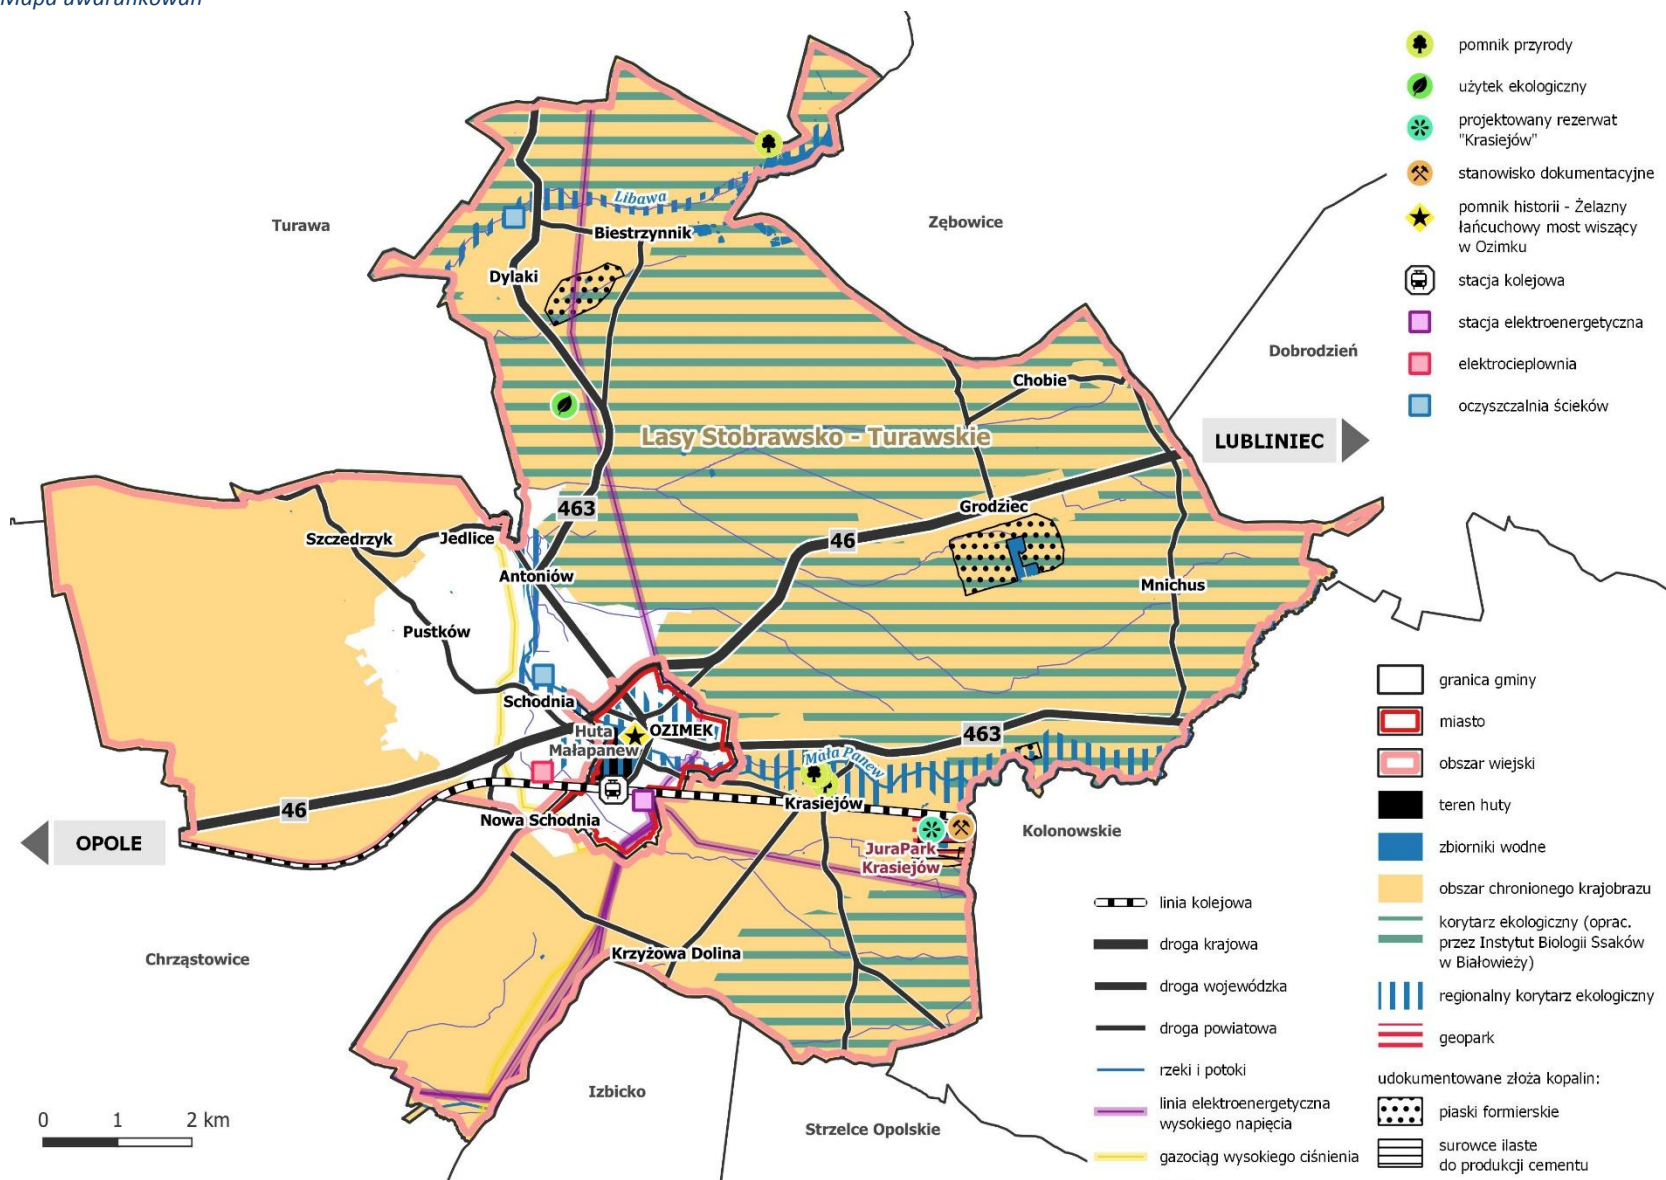 Mapa uwarunkowań
pomnik przyrody
użytek ekologiczny
projektowany rezerwat
"Krasiejów"
stanowisko dokumentacyjne
pomnik historii - Żelazny
łańcuchowy most wiszący
w Ozimku
stacja kolejowa
stacja elektroenergetyczna
elektrociepłownia
oczyszczalnia ścieków
Turawa
Libawa
Zębowice
Biestrzynnik
Dylaki
Dobrodzień
Chobie
Lasy Stobrawsko - Turawskie
LUBLINIEC
463
Grodziec
Szczedrzyk
Jedlice
46
Antoniów
Mnichus
Pustków
Schodnia
Huta
Małapanew
OZIMEK
463
Mała Panew
46
Krasiejów
Nowa Schodnia
Kolonowskie
OPOLE
JuraPark
Krasiejów
Chrząstowice
Krzyżowa Dolina
Izbicko
Strzelce Opolskie
0 1 2 km
linia kolejowa
droga krajowa
droga wojewódzka
droga powiatowa
rzeki i potoki
linia elektroenergetyczna
wysokiego napięcia
gazociąg wysokiego ciśnienia
granica gminy
miasto
obszar wiejski
teren huty
zbiorniki wodne
obszar chronionego krajobrazu
korytarz ekologiczny (oprac.
przez Instytut Biologii Ssaków
w Białowieży)
regionalny korytarz ekologiczny
geopark
udokumentowane złoża kopalin:
piaski formierskie
surowce ilaste
do produkcji cementu